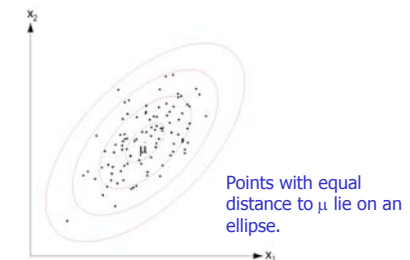 x₂
μ
Points with equal
distance to μ lie on an
ellipse.
x₁